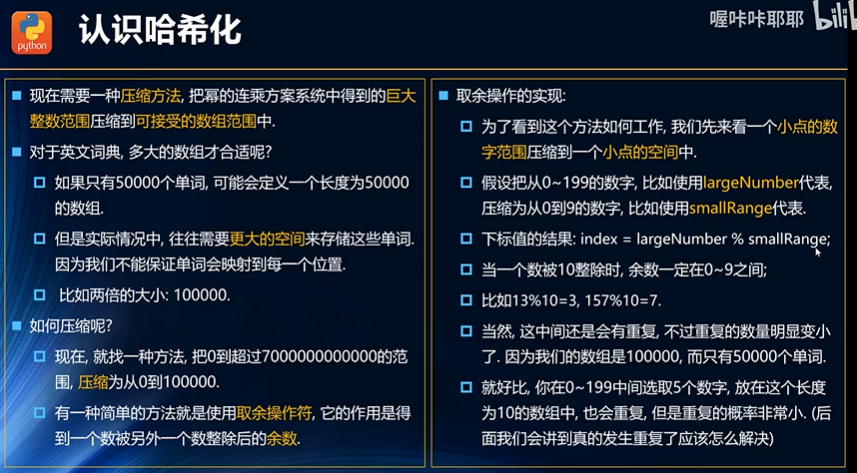 python
认识哈希化
喔咔咔耶耶
现在需要一种压缩方法, 把幂的连乘方案系统中得到的巨大
整数范围压缩到可接受的数组范围中.
对于英文词典, 多大的数组才合适呢?
如果只有50000个单词, 可能会定义一个长度为50000
的数组.
但是实际情况中, 往往需要更大的空间来存储这些单词.
因为我们不能保证单词会映射到每一个位置.
比如两倍的大小: 100000.
如何压缩呢?
现在, 就找一种方法, 把0到超过7000000000000的范
围, 压缩为从0到100000.
有一种简单的方法就是使用取余操作符, 它的作用是得
到一个数被另外一个数整除后的余数.
取余操作的实现:
为了看到这个方法如何工作, 我们先来看一个小点的数
字范围压缩到一个小点的空间中.
假设把从0~199的数字, 比如使用largeNumber代表,
压缩为从0到9的数字, 比如使用smallRange代表.
下标值的结果: index = largeNumber % smallRange;
当一个数被10整除时, 余数一定在0~9之间;
比如13%10=3, 157%10=7.
当然, 这中间还是会有重复, 不过重复的数量明显变小
了. 因为我们的数组是100000, 而只有50000个单词.
就好比, 你在0~199中间选取5个数字, 放在这个长度
为10的数组中, 也会重复, 但是重复的概率非常小. (后
面我们会讲到真的发生重复了应该怎么解决)